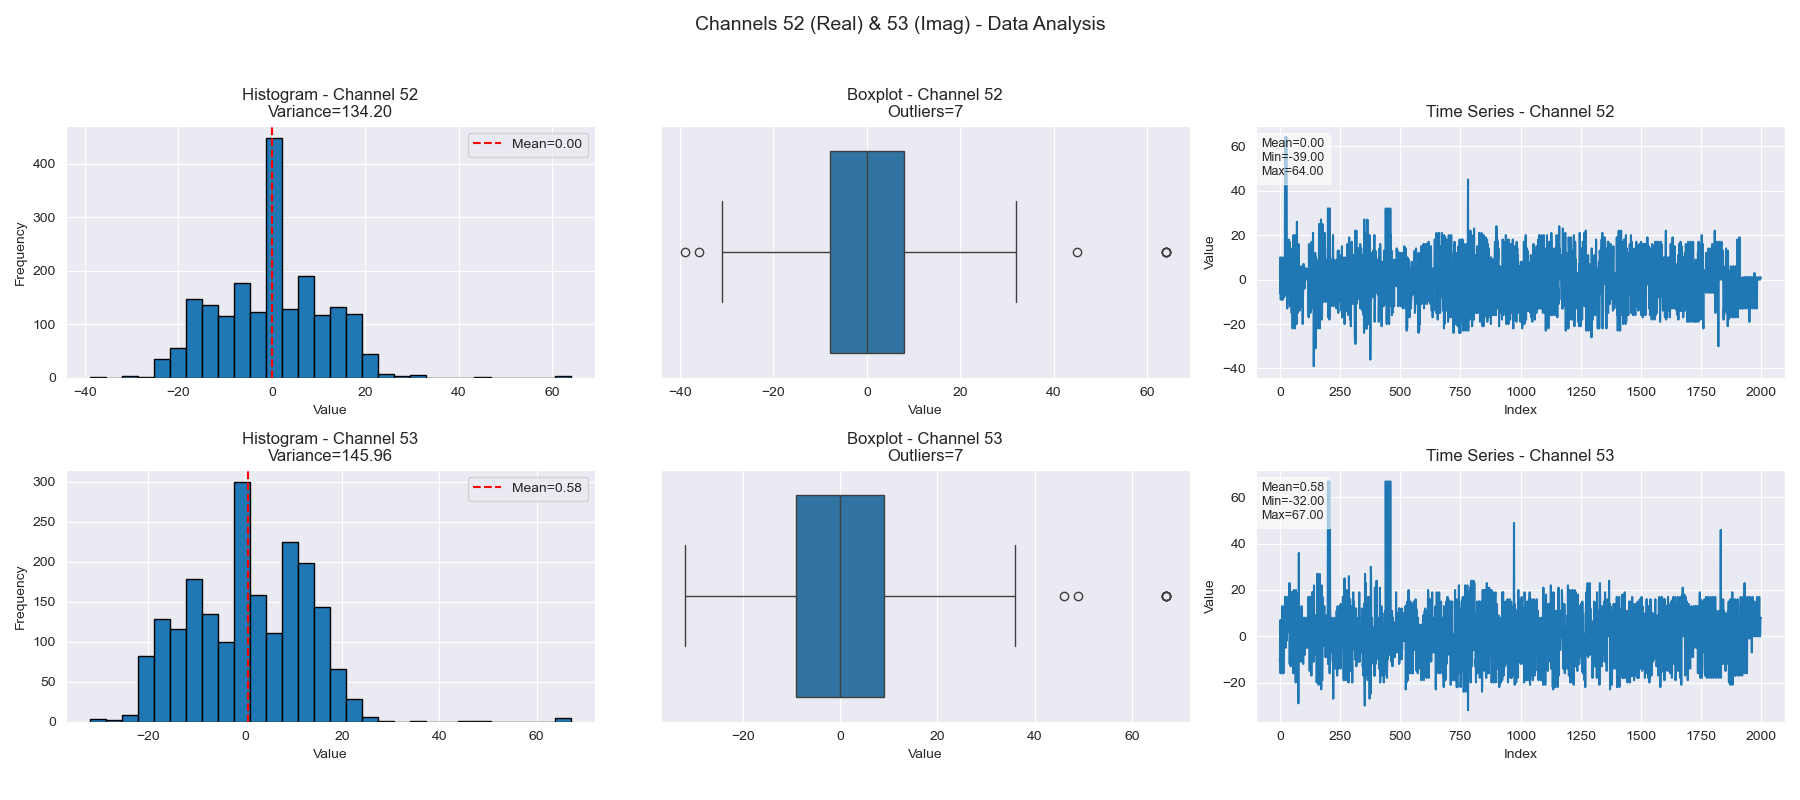 Channels 52 (Real) & 53 (Imag) - Data Analysis
Histogram - Channel 52
Variance=134.20
Mean=0.00
Frequency
400
300
200
100
0
−40
−20
0
20
40
60
Value
Boxplot - Channel 52
Outliers=7
−40
−20
0
20
40
60
Value
Time Series - Channel 52
Mean=0.00
Min=-39.00
Max=64.00
Value
60
40
20
0
−20
−40
0
250
500
750
1000
1250
1500
1750
2000
Index
Histogram - Channel 53
Variance=145.96
Mean=0.58
Frequency
300
250
200
150
100
50
0
−20
0
20
40
60
Value
Boxplot - Channel 53
Outliers=7
−20
0
20
40
60
Value
Time Series - Channel 53
Mean=0.58
Min=-32.00
Max=67.00
Value
60
40
20
0
−20
0
250
500
750
1000
1250
1500
1750
2000
Index